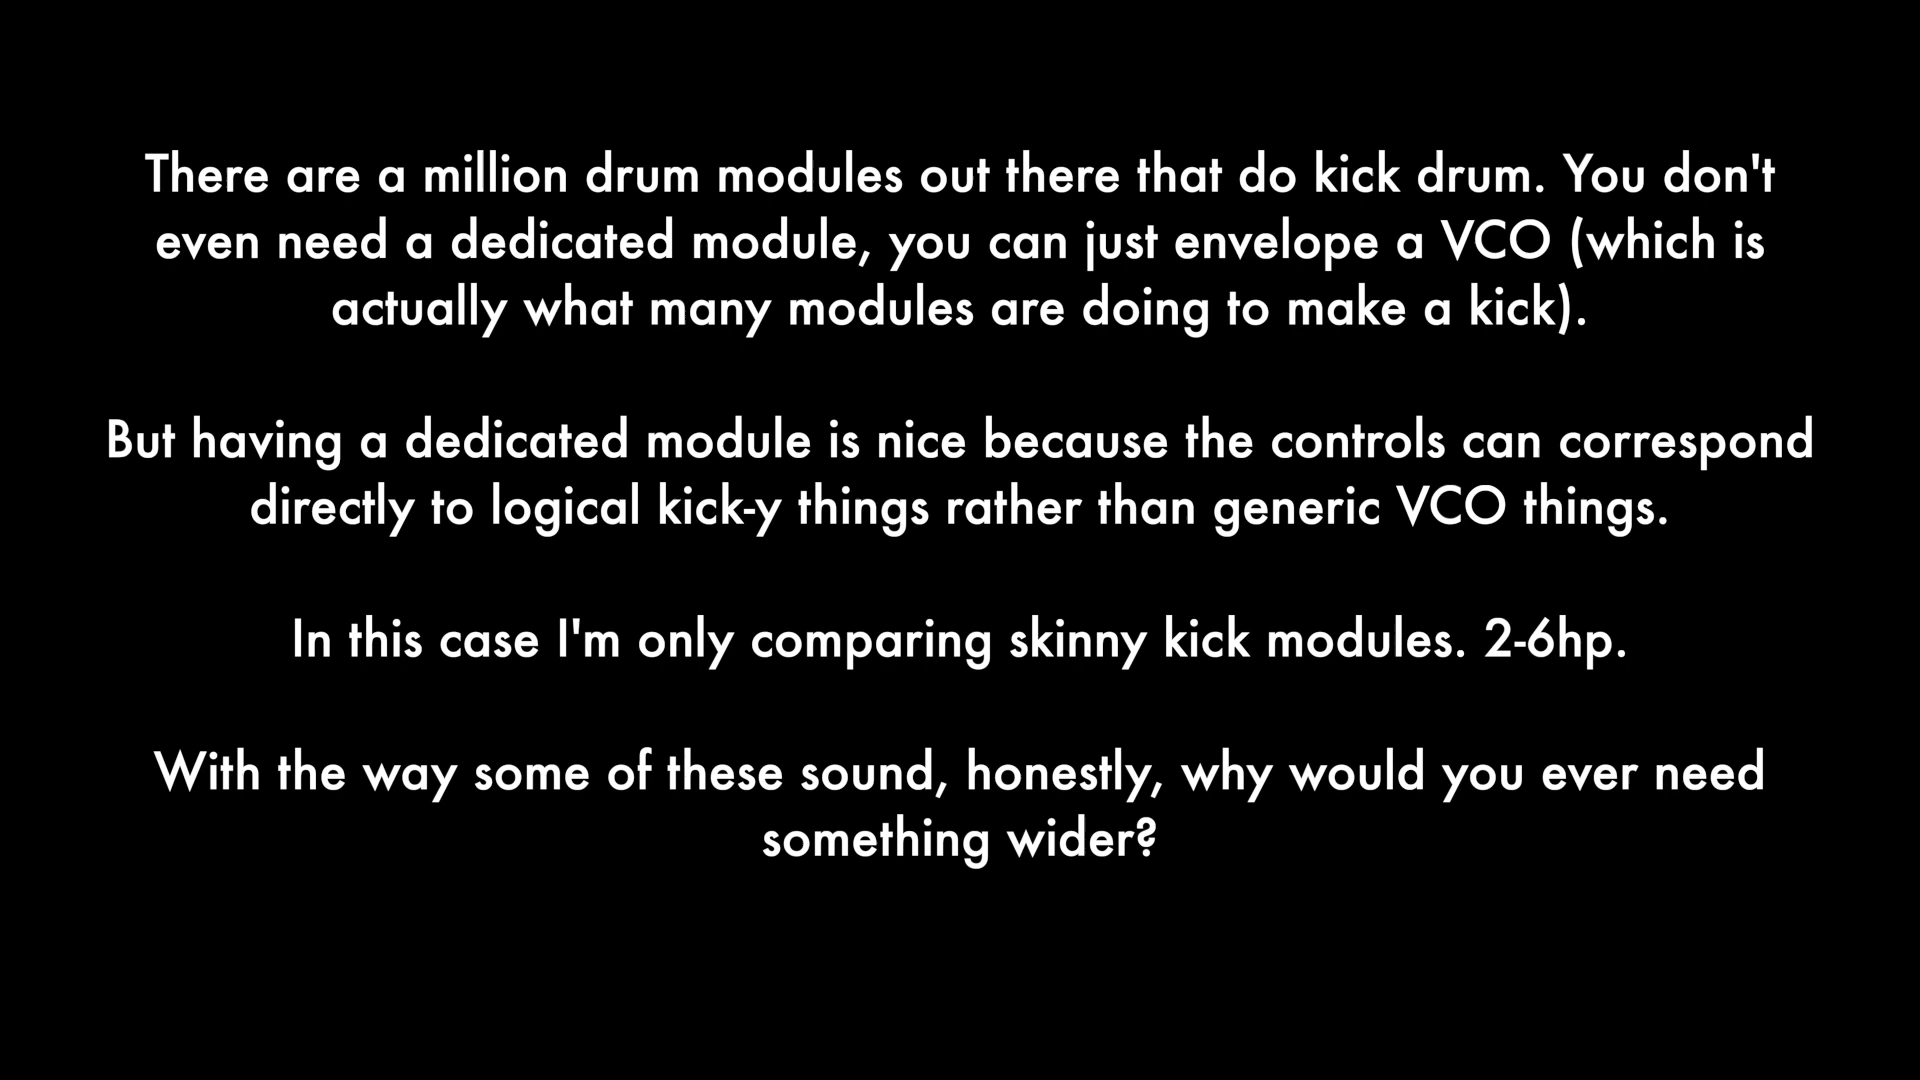 There are a million drum modules out there that do kick drum. You don't
even need a dedicated module, you can just envelope a VCO (which is
actually what many modules are doing to make a kick).
But having a dedicated module is nice because the controls can correspond
directly to logical kick-y things rather than generic VCO things.
In this case I'm only comparing skinny kick modules. 2-6hp.
With the way some of these sound, honestly, why would you ever need
something wider?